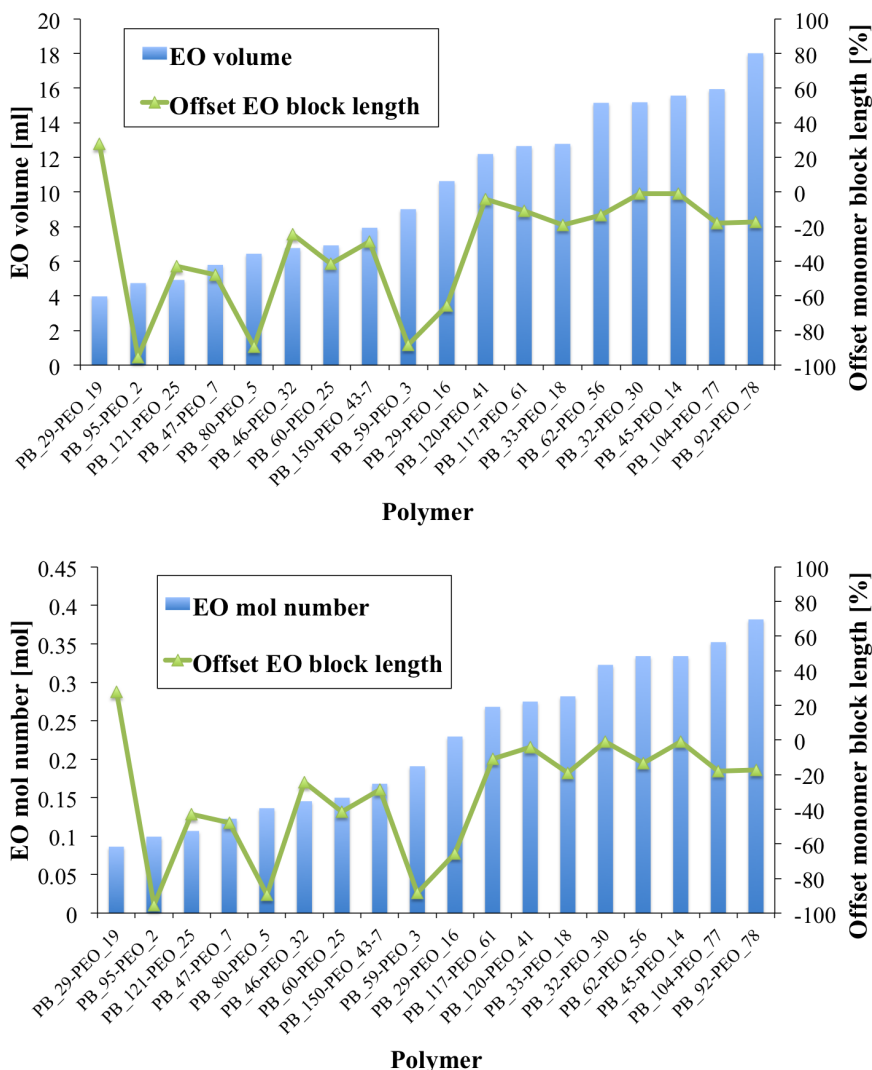 20
18
16
14
12
10
8
6
4
2
0
EO volume [ml]
EO volume
Offset EO block length
100
80
60
40
20
0
-20
-40
-60
-80
-100
Offset monomer block length [%]
PB_29-PEO_19
PB_95-PEO_2
PB_121-PEO_25
PB_47-PEO_7
PB_80-PEO_5
PB_46-PEO_32
PB_60-PEO_25
PB_150-PEO_43-7
PB_59-PEO_3
PB_29-PEO_16
PB_120-PEO_41
PB_117-PEO_61
PB_33-PEO_18
PB_62-PEO_56
PB_32-PEO_30
PB_45-PEO_14
PB_104-PEO_77
PB_92-PEO_78
Polymer
0.45
0.4
0.35
0.3
0.25
0.2
0.15
0.1
0.05
0
EO mol number [mol]
EO mol number
Offset EO block length
100
80
60
40
20
0
-20
-40
-60
-80
-100
Offset monomer block length [%]
PB_29-PEO_19
PB_95-PEO_2
PB_121-PEO_25
PB_47-PEO_7
PB_80-PEO_5
PB_46-PEO_32
PB_60-PEO_25
PB_150-PEO_43-7
PB_59-PEO_3
PB_29-PEO_16
PB_117-PEO_61
PB_120-PEO_41
PB_33-PEO_18
PB_32-PEO_30
PB_62-PEO_56
PB_45-PEO_14
PB_104-PEO_77
PB_92-PEO_78
Polymer